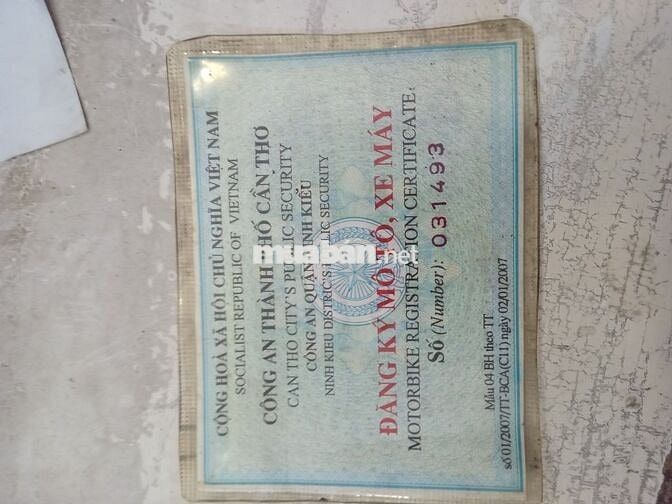 CỘNG HOÀ XÃ HỘI CHỦ NGHĨA VIỆT NAM
SOCIALIST REPUBLIC OF VIETNAM
CÔNG AN THÀNH PHỐ CẦN THƠ
CAN THO CITY'S PUBLIC SECURITY
CÔNG AN QUẬN NINH KIỀU
NINH KIEU DISTRIC'S PUBLIC SECURITY
muaban.net
ĐĂNG KÝ MÔ TÔ, XE MÁY
MOTORBIKE REGISTRATION CERTIFICATE
Số (Number): 031493
Mẫu 04 BH theo TT
số 01/2007/TT-BCA(C11) ngày 02/01/2007